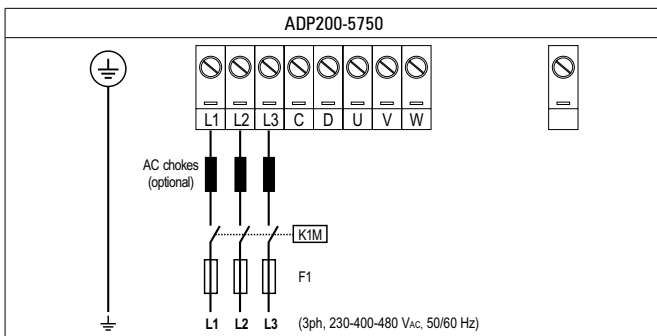 ADP200-5750
L1 L2 L3 C D U V W
AC chokes
(optional)
K1M
F1
L1 L2 L3 (3ph, 230-400-480 VAC, 50/60 Hz)